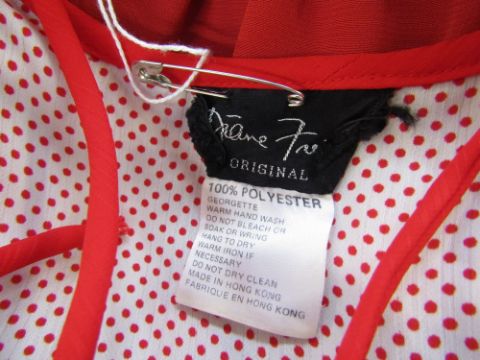 Diane Frei
ORIGINAL
100% POLYESTER
GEORGETTE
WARM HAND WASH
DO NOT BLEACH OR
SOAK OR WRING
HANG TO DRY
WARM IRON IF
NECESSARY
DO NOT DRY CLEAN
MADE IN HONG KONG
FABRIQUE EN HONG KONG